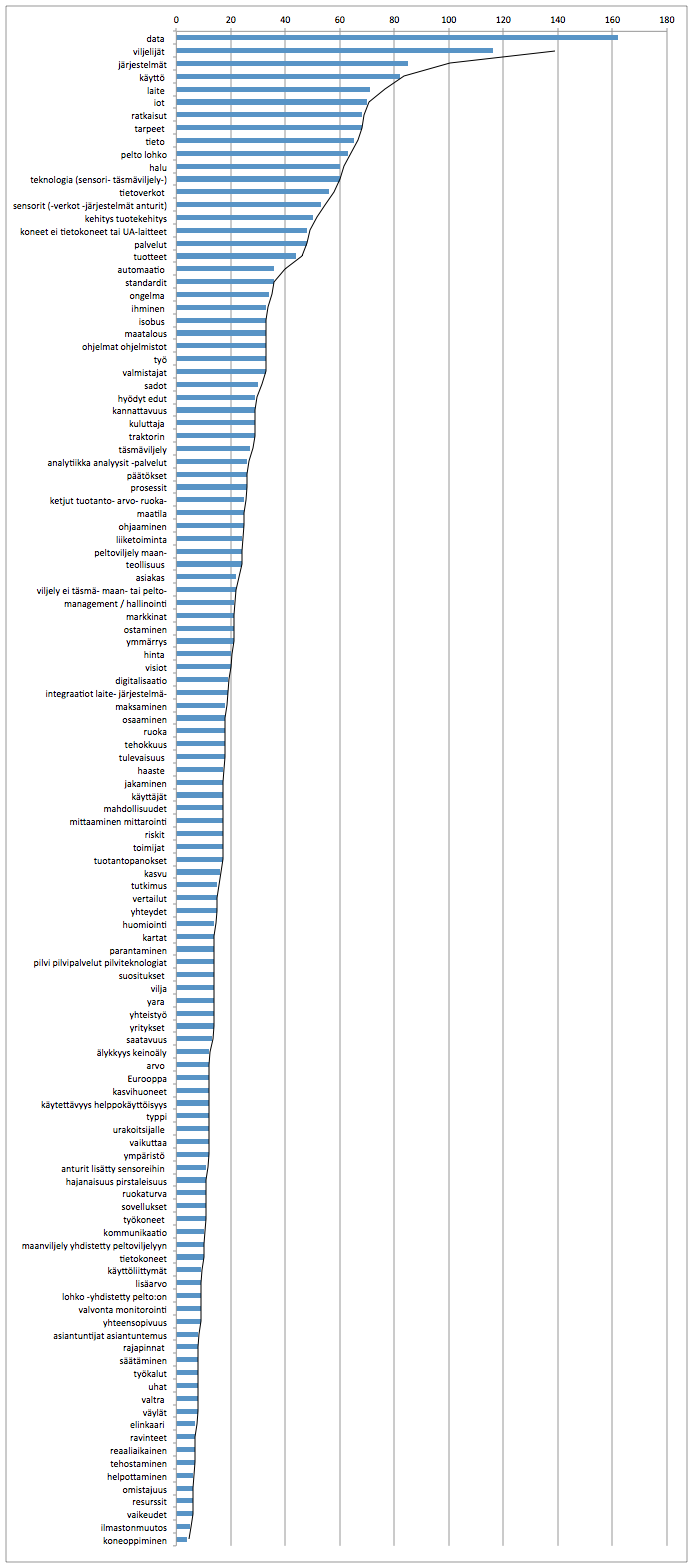 0 20 40 60 80 100 120 140 160 180
data
viljelijät
järjestelmät
käyttö
laite
iot
ratkaisut
tarpeet
tieto
pelto lohko
halu
teknologia (sensori- täsmäviljely-)
tietoverkot
sensorit (-verkot -järjestelmät anturit)
kehitys tuotekehitys
koneet ei tietokoneet tai UA-laitteet
palvelut
tuotteet
automaatio
standardit
ongelma
ihminen
isobus
maatalous
ohjelmat ohjelmistot
työ
valmistajat
sadot
hyödyt edut
kannattavuus
kuluttaja
traktorin
täsmäviljely
analytiikka analyysit -palvelut
päätökset
prosessit
ketjut tuotanto- arvo- ruoka-
maatila
ohjaaminen
liiketoiminta
peltoviljely maan-
teollisuus
asiakas
viljely ei täsmä- maan- tai pelto-
management / hallinointi
markkinat
ostaminen
ymmärrys
hinta
visiot
digitalisaatio
integraatiot laite- järjestelmä-
maksaminen
osaaminen
ruoka
tehokkuus
tulevaisuus
haaste
jakaminen
käyttäjät
mahdollisuudet
mittaaminen mittarointi
riskit
toimijat
tuotantopanokset
kasvu
tutkimus
vertailut
yhteydet
huomiointi
kartat
parantaminen
pilvi pilvipalvelut pilviteknologiat
suositukset
vilja
yara
yhteistyö
yritykset
saatavuus
älykkyys keinoäly
arvo
Eurooppa
kasvihuoneet
käytettävyys helppokäyttöisyys
typpi
urakoitsijalle
vaikuttaa
ympäristö
anturit lisätty sensoreihin
hajanaisuus pirstaleisuus
ruokaturva
sovellukset
työkoneet
kommunikaatio
maanviljely yhdistetty peltoviljelyyn
tietokoneet
käyttöliittymät
lisäarvo
lohko -yhdistetty pelto:on
valvonta monitorointi
yhteensopivuus
asiantuntijat asiantuntemus
rajapinnat
säätäminen
työkalut
uhat
valtra
väylät
elinkaari
ravinteet
reaaliaikainen
tehostaminen
helpottaminen
omistajuus
resurssit
vaikeudet
ilmastonmuutos
koneoppiminen